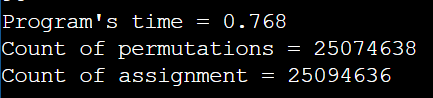 Program's time = 0.768
Count of permutations = 25074638
Count of assignment = 25094636